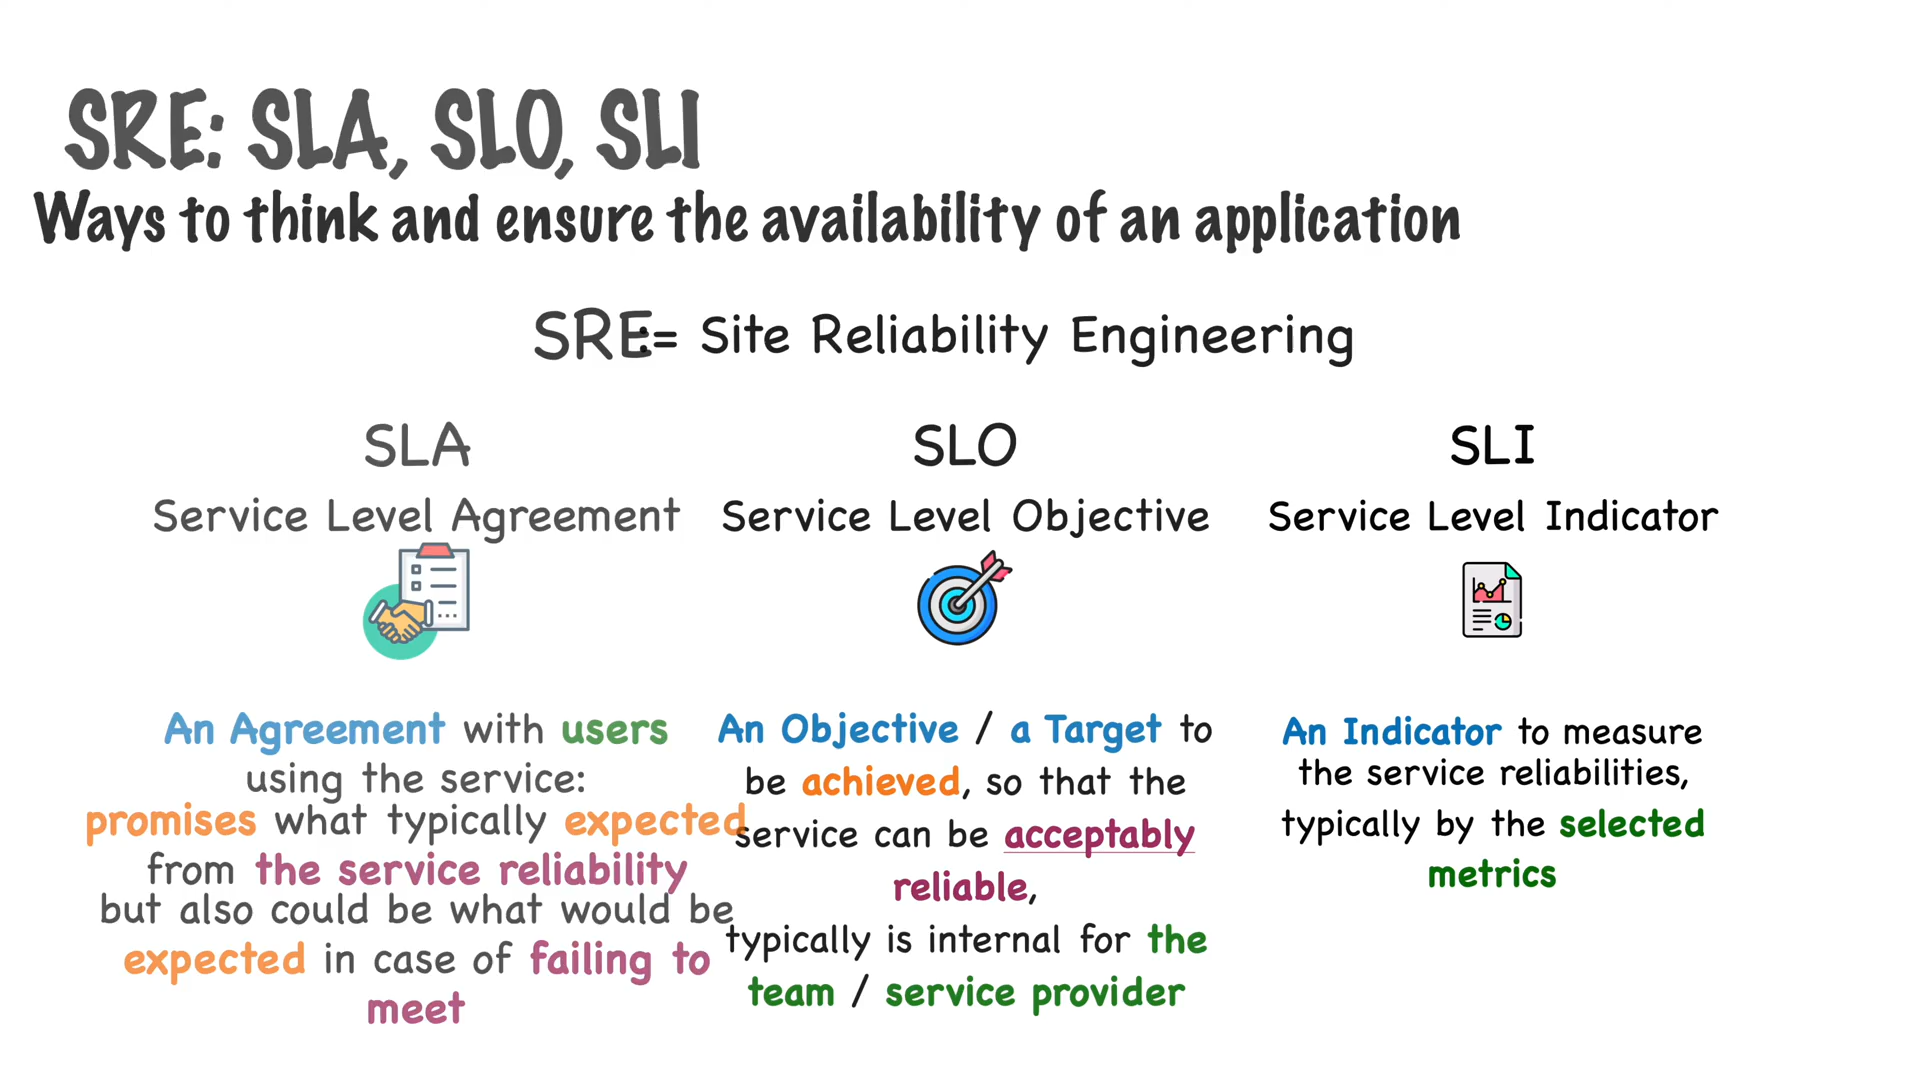 SRE: SLA, SLO, SLI
Ways to think and ensure the availability of an application
SRE:= Site Reliability Engineering
SLA
Service Level Agreement
An Agreement with users
using the service:
promises what typically expected
from the service reliability
but also could be what would be
expected in case of failing to
meet
SLO
Service Level Objective
An Objective / a Target to
be achieved, so that the
service can be acceptably
reliable,
typically is internal for the
team / service provider
SLI
Service Level Indicator
An Indicator to measure
the service reliabilities,
typically by the selected
metrics